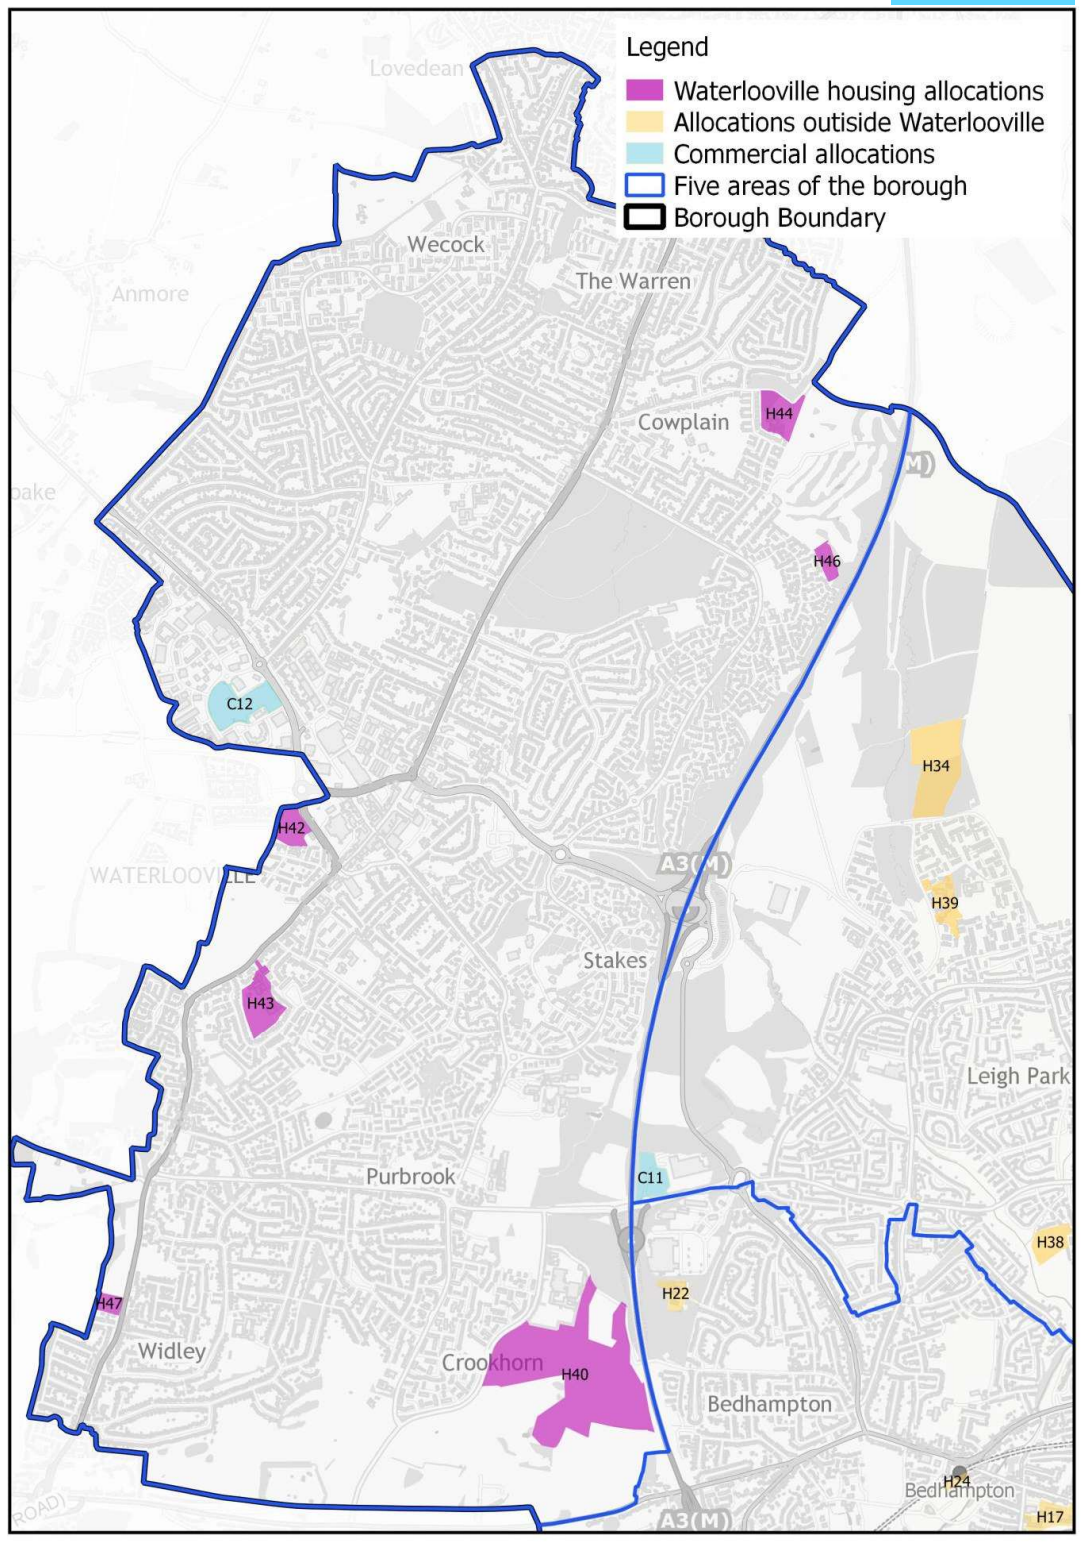 Legend
Waterlooville housing allocations
Allocations outiside Waterlooville
Commercial allocations
Five areas of the borough
Borough Boundary
Lovedean
Wecock
The Warren
Anmore
H44
Cowplain
M)
oake
H46
C12
H34
H42
A3(M)
WATERLOOVILLE
H39
Stakes
H43
Leigh Park
Purbrook
C11
H38
H22
H47
Widley
Crookhorn
H40
Bedhampton
H24
Bedhampton
ROAD)
H17
A3(M)